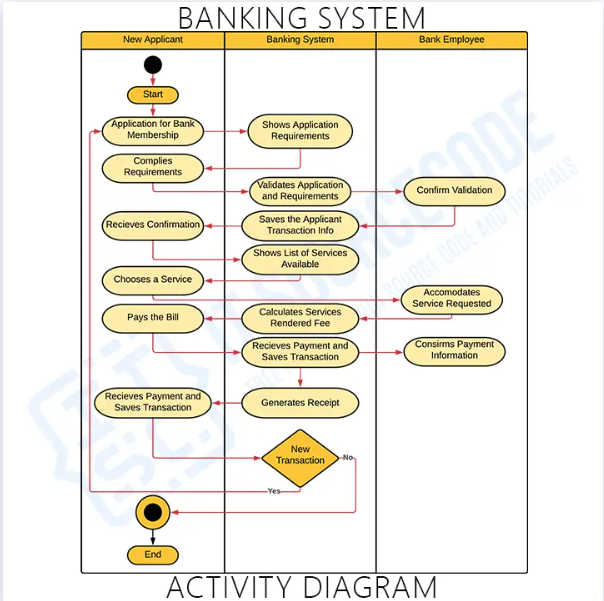 BANKING SYSTEM
New Applicant
Banking System
Bank Employee
Start
Application for Bank
Membership
Shows Application
Requirements
Complies
Requirements
Validates Application
and Requirements
Confirm Validation
Recieves Confirmation
Saves the Applicant
Transaction Info
Shows List of Services
Available
Chooses a Service
Accomodates
Service Requested
Pays the Bill
Calculates Services
Rendered Fee
Recieves Payment and
Saves Transaction
Consirms Payment
Information
Recieves Payment and
Saves Transaction
Generates Receipt
New
Transaction
No
Yes
End
ACTIVITY DIAGRAM